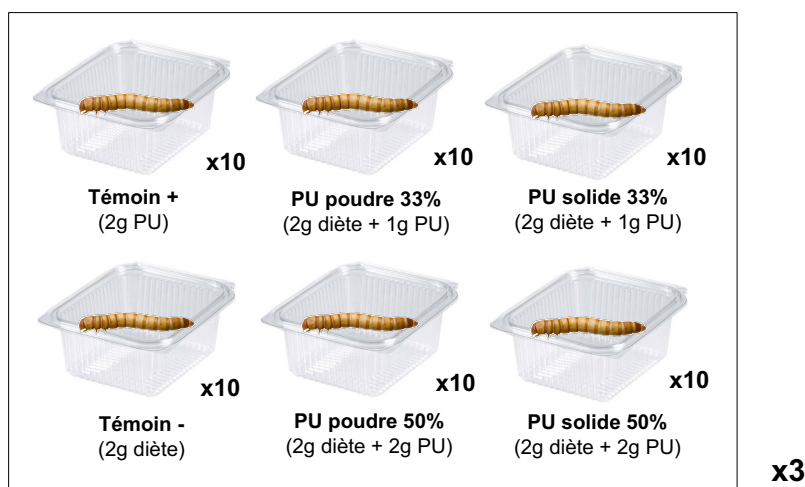 x10
x10
x10
Témoin +
PU poudre 33%
PU solide 33%
(2g PU)
(2g diète + 1g PU)
(2g diète + 1g PU)
x10
x10
x10
Témoin -
PU poudre 50%
PU solide 50%
(2g diète)
(2g diète + 2g PU)
(2g diète + 2g PU)
x3